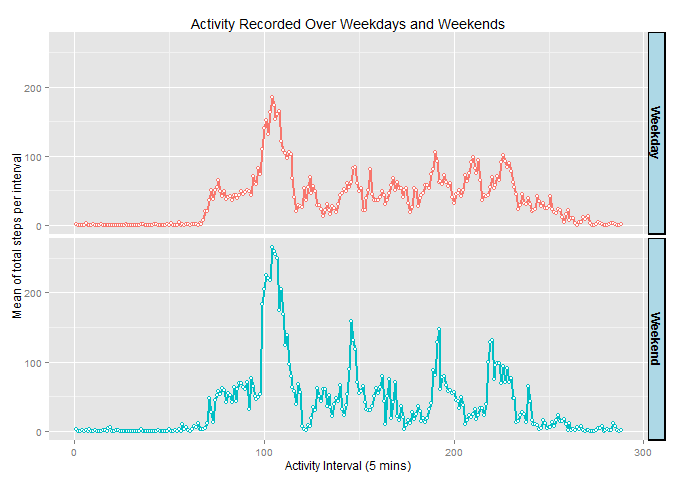 Activity Recorded Over Weekdays and Weekends
Mean of total steps per interval
200
100
0
Weekday
200
100
0
Weekend
0
100
200
300
Activity Interval (5 mins)